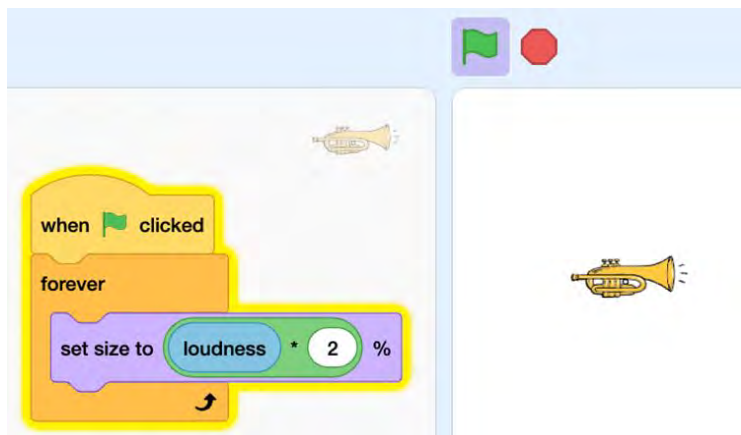 when clicked
forever
set size to loudness * 2 %